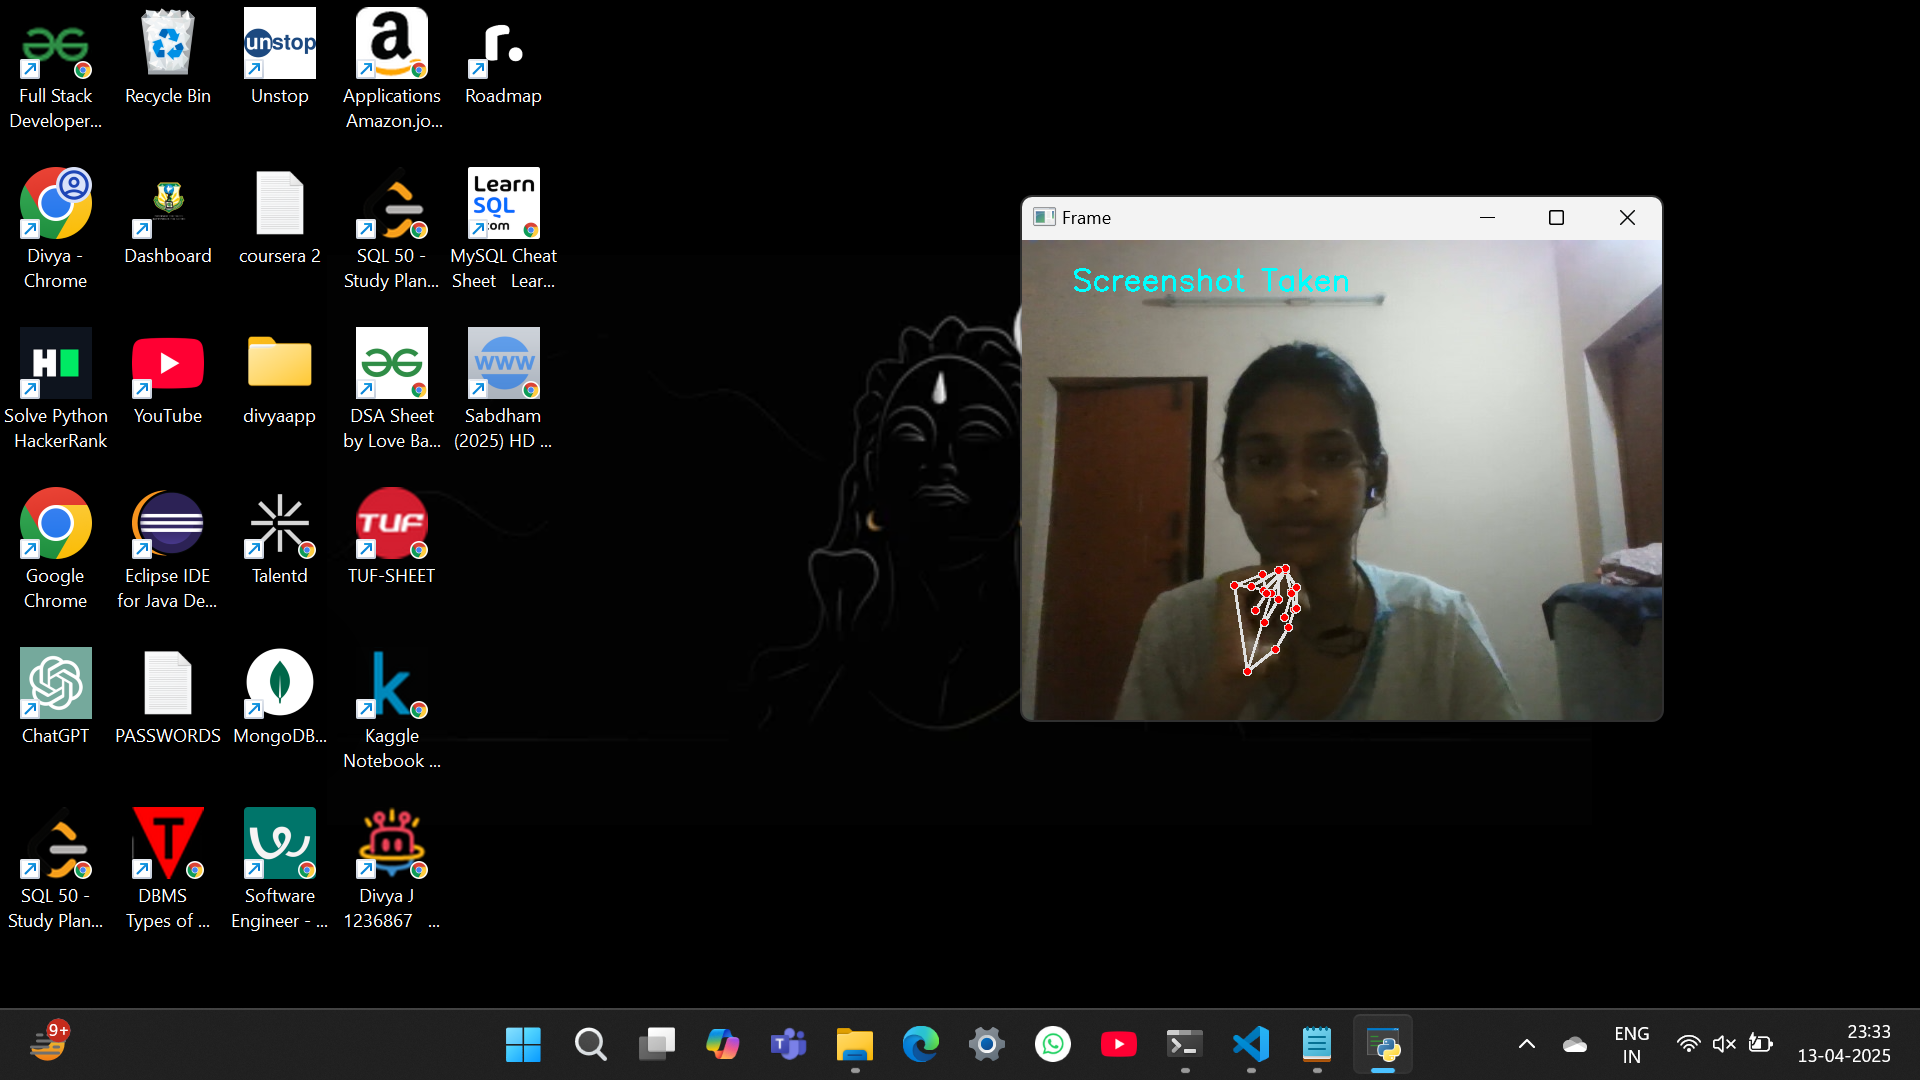 Full Stack
Developer...
Recycle Bin
unstop
Unstop
a
Applications
Amazon.jo...
r.
Roadmap
Divya -
Chrome
Dashboard
coursera 2
SQL 50 -
Study Plan...
Learn
SQL
.com
MySQL Cheat
Sheet Lear...
H
Solve Python
HackerRank
YouTube
divyaapp
DSA Sheet
by Love Ba...
WWW
Sabdham
(2025) HD ...
Google
Chrome
Eclipse IDE
for Java De...
Talentd
TUF
TUF-SHEET
ChatGPT
PASSWORDS
MongoDB...
k
Kaggle
Notebook ...
SQL 50 -
Study Plan...
T
DBMS
Types of ...
Software
Engineer - ...
Divya J
1236867 ...
Frame
Screenshot Taken
9+
T
ENG
IN
23:33
13-04-2025